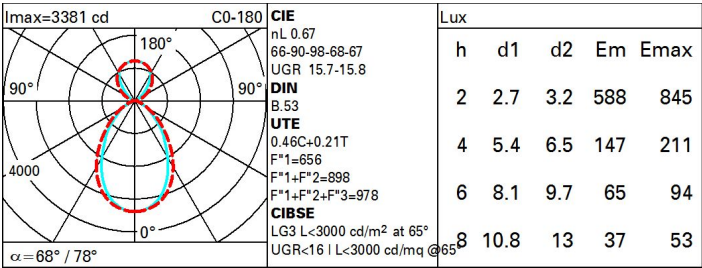 Imax=3381 cd C0-180
180°
90° 90°
4000
0°
α=68° / 78°
CIE
nL 0.67
66-90-98-68-67
UGR 15.7-15.8
DIN
B.53
UTE
0.46C+0.21T
F"1=656
F"1+F"2=898
F"1+F"2+F"3=978
CIBSE
LG3 L<3000 cd/m² at 65°
UGR<16 | L<3000 cd/mq @65°
Lux
h d1 d2 Em Emax
2 2.7 3.2 588 845
4 5.4 6.5 147 211
6 8.1 9.7 65 94
8 10.8 13 37 53